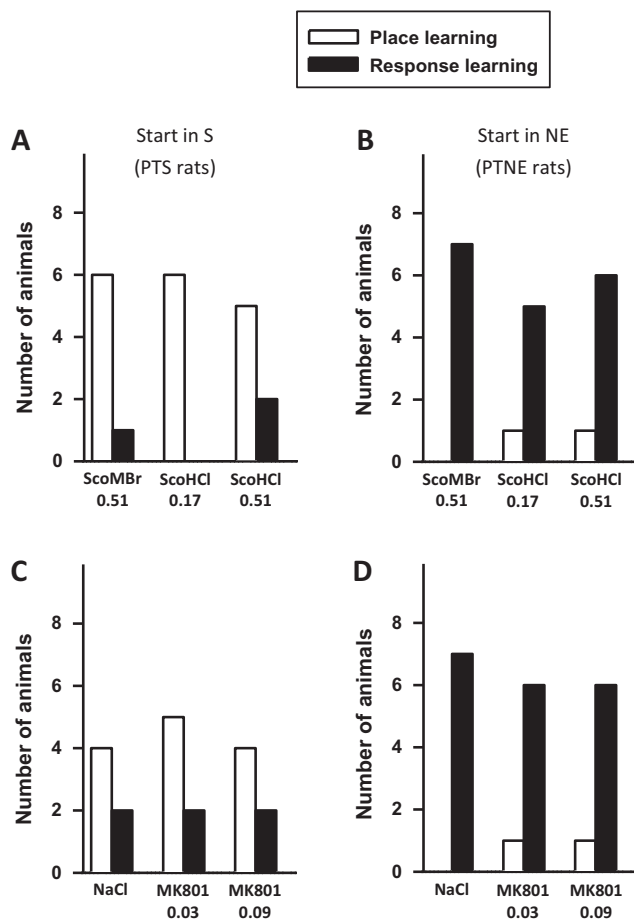 Place learning
Response learning
A
Start in S
(PTS rats)
B
Start in NE
(PTNE rats)
Number of animals
8
6
4
2
0
ScoMBr
0.51
ScoHCl
0.17
ScoHCl
0.51
Number of animals
8
6
4
2
0
ScoMBr
0.51
ScoHCl
0.17
ScoHCl
0.51
C
Number of animals
8
6
4
2
0
NaCl
MK801
0.03
MK801
0.09
D
Number of animals
8
6
4
2
0
NaCl
MK801
0.03
MK801
0.09